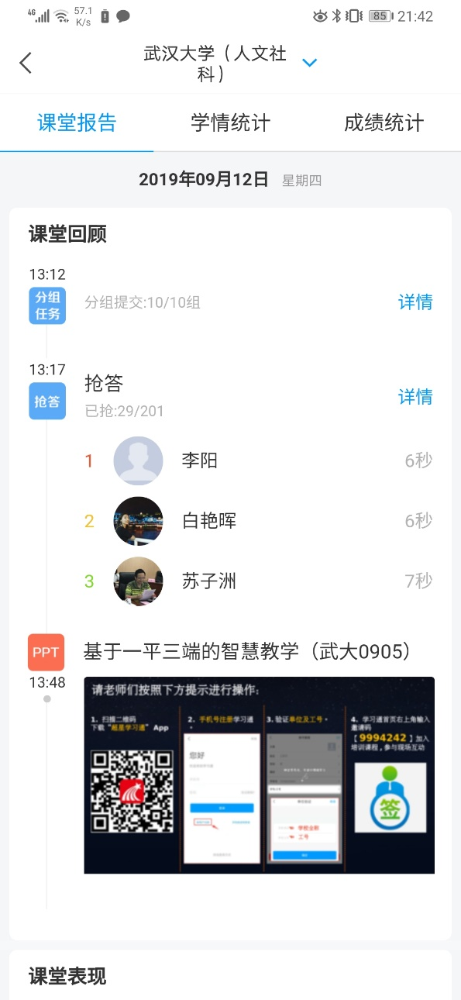 4G 57.1 K/s 85 21:42
武汉大学（人文社
科）
课堂报告 学情统计 成绩统计
2019年09月12日 星期四
课堂回顾
13:12
分组
任务
分组提交:10/10组 详情
13:17
抢答
抢答
已抢:29/201
详情
1 李阳 6秒
2 白艳晖 6秒
3 苏子洲 7秒
PPT 基于一平三端的智慧教学（武大0905）
13:48
请老师们按照下方提示进行操作:
1. 扫描二维码
下载“超星学习通”App
2. 手机号注册学习通
。
您好
3. 验证单位及工号。
学校全称
工号
4. 学习通首页右上角输入
邀请码
【9994242】加入
培训课程，参与现场互动
签
课堂表现